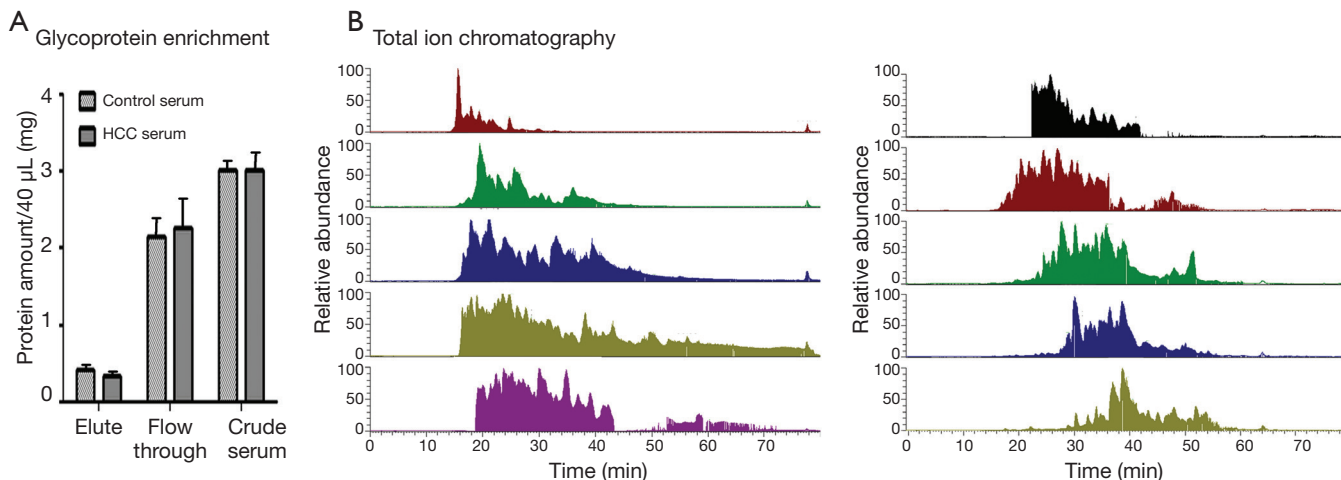 A Glycoprotein enrichment
4
3
2
1
0
Protein amount/40 µL (mg)
Control serum
HCC serum
Elute
Flow through
Crude serum
B Total ion chromatography
Relative abundance
100
50
0
100
50
0
100
50
0
100
50
0
100
50
0
0 10 20 30 40 50 60 70
Time (min)
Relative abundance
100
50
0
100
50
0
100
50
0
100
50
0
100
50
0
0 10 20 30 40 50 60 70
Time (min)